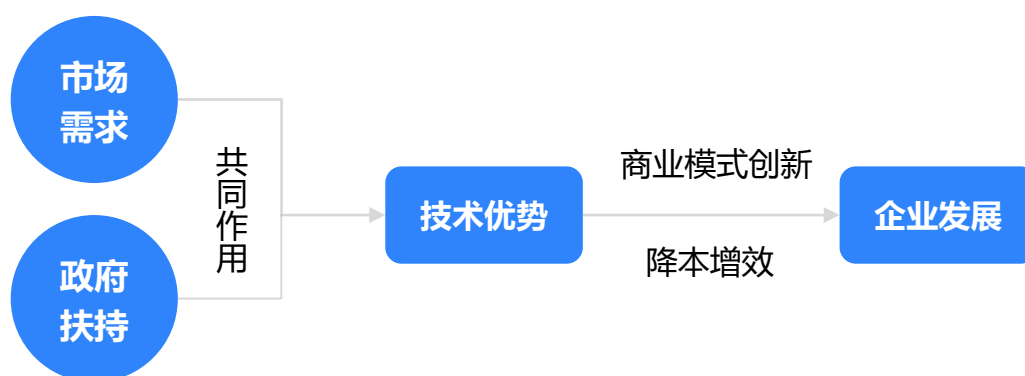 市场
需求
共同作用
政府
扶持
技术优势
商业模式创新
降本增效
企业发展